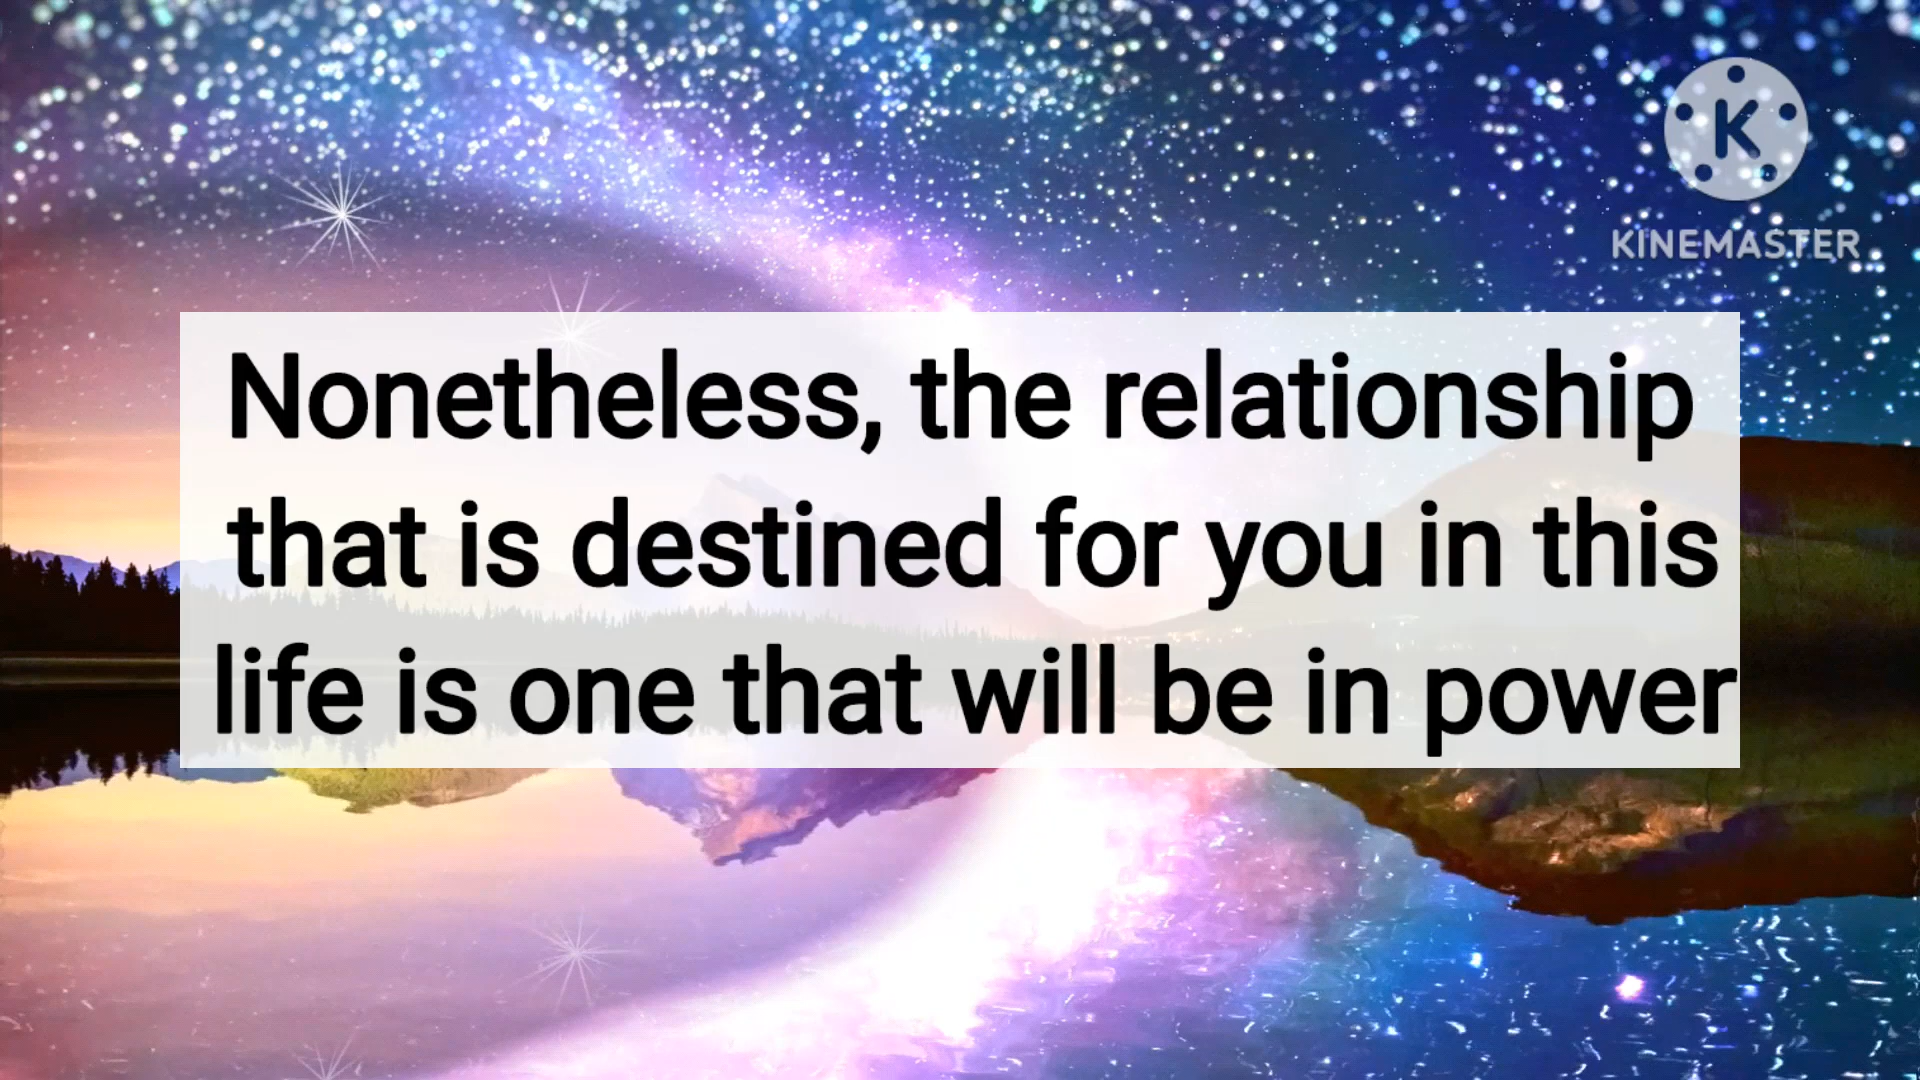 K
KINEMASTER
Nonetheless, the relationship
that is destined for you in this
life is one that will be in power